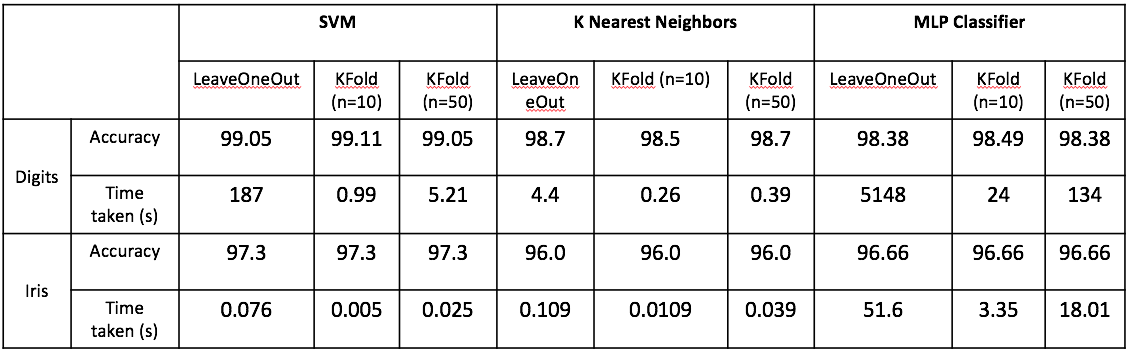 SVM K Nearest Neighbors MLP Classifier
LeaveOneOut KFold (n=10) KFold (n=50) LeaveOn eOut KFold (n=10) KFold (n=50) LeaveOneOut KFold (n=10) KFold (n=50)
Digits Accuracy 99.05 99.11 99.05 98.7 98.5 98.7 98.38 98.49 98.38
Time taken (s) 187 0.99 5.21 4.4 0.26 0.39 5148 24 134
Iris Accuracy 97.3 97.3 97.3 96.0 96.0 96.0 96.66 96.66 96.66
Time taken (s) 0.076 0.005 0.025 0.109 0.0109 0.039 51.6 3.35 18.01